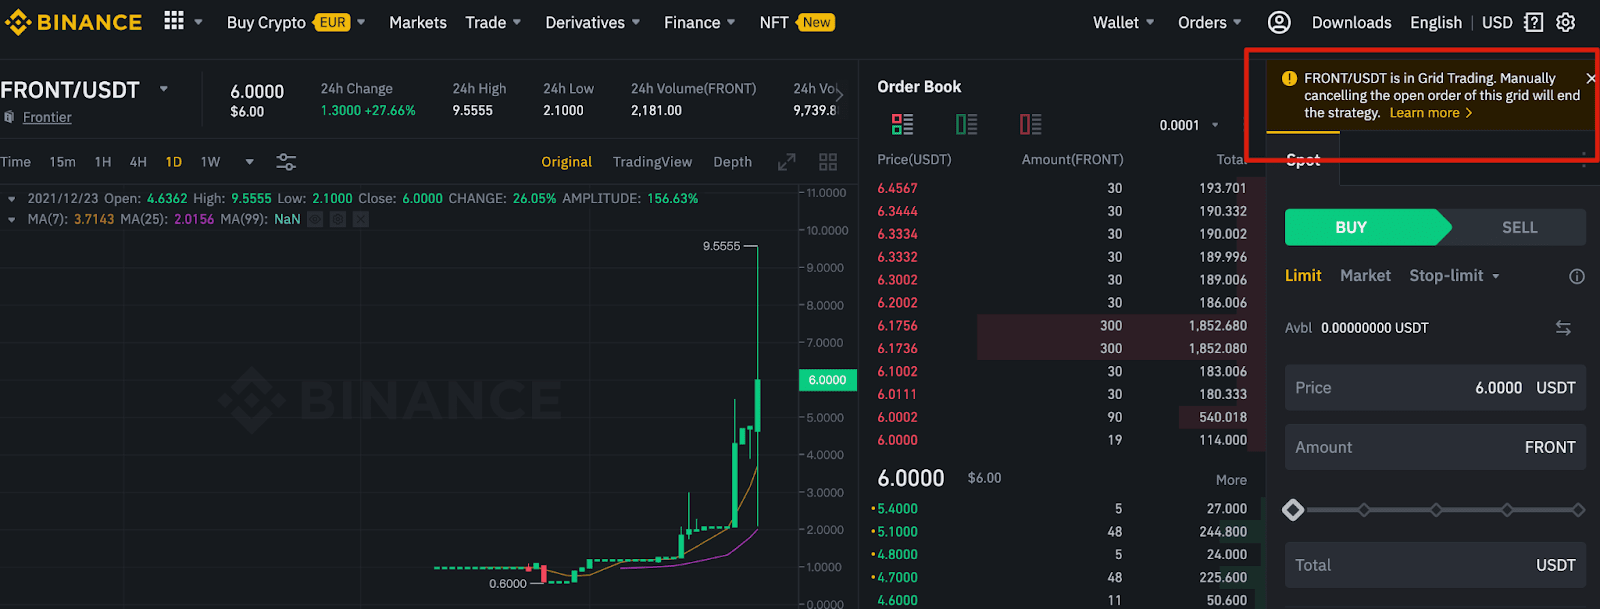 BINANCE
Buy Crypto EUR Markets Trade Derivatives Finance NFT New
Wallet Orders Downloads English | USD
FRONT/USDT
Frontier
6.0000
$6.00
24h Change
1.3000 +27.66%
24h High
9.5555
24h Low
2.1000
24h Volume(FRONT)
2,181.00
24h Vol
9,739.8
Time 15m 1H 4H 1D 1W
Original TradingView Depth
2021/12/23 Open: 4.6362 High: 9.5555 Low: 2.1000 Close: 6.0000 CHANGE: 26.05% AMPLITUDE: 156.63%
MA(7): 3.7143 MA(25): 2.0156 MA(99): NaN
9.5555
0.6000
BINANCE
11.0000
10.0000
9.0000
8.0000
7.0000
6.0000
5.0000
4.0000
3.0000
2.0000
1.0000
0.0000
Order Book
0.0001
Price(USDT) Amount(FRONT) Total
6.4567 30 193.701
6.3444 30 190.332
6.3334 30 190.002
6.3332 30 189.996
6.3002 30 189.006
6.2002 30 186.006
6.1756 300 1,852.680
6.1736 300 1,852.080
6.1002 30 183.006
6.0111 30 180.333
6.0002 90 540.018
6.0000 19 114.000
6.0000 $6.00 More
5.4000 5 27.000
5.1000 48 244.800
4.8000 5 24.000
4.7000 48 225.600
4.6000 11 50.600
FRONT/USDT is in Grid Trading. Manually
cancelling the open order of this grid will end
the strategy. Learn more >
Spot
BUY SELL
Limit Market Stop-limit
Avbl 0.00000000 USDT
Price 6.0000 USDT
Amount FRONT
Total USDT